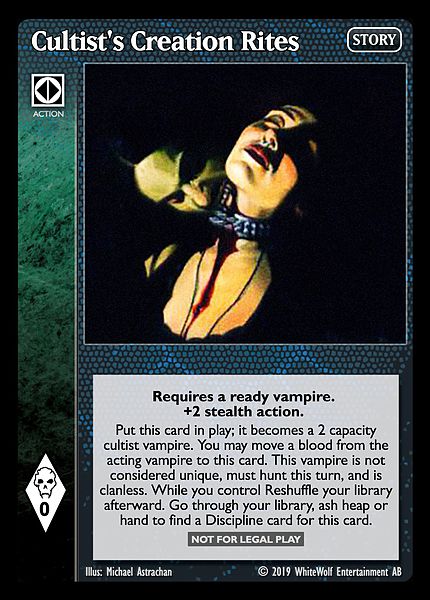 Cultist's Creation Rites
STORY
ACTION
Requires a ready vampire.
+2 stealth action.
Put this card in play; it becomes a 2 capacity
cultist vampire. You may move a blood from the
acting vampire to this card. This vampire is not
considered unique, must hunt this turn, and is
clanless. While you control Reshuffle your library
afterward. Go through your library, ash heap or
hand to find a Discipline card for this card.
NOT FOR LEGAL PLAY
0
Illus: Michael Astrachan
© 2019 WhiteWolf Entertainment AB